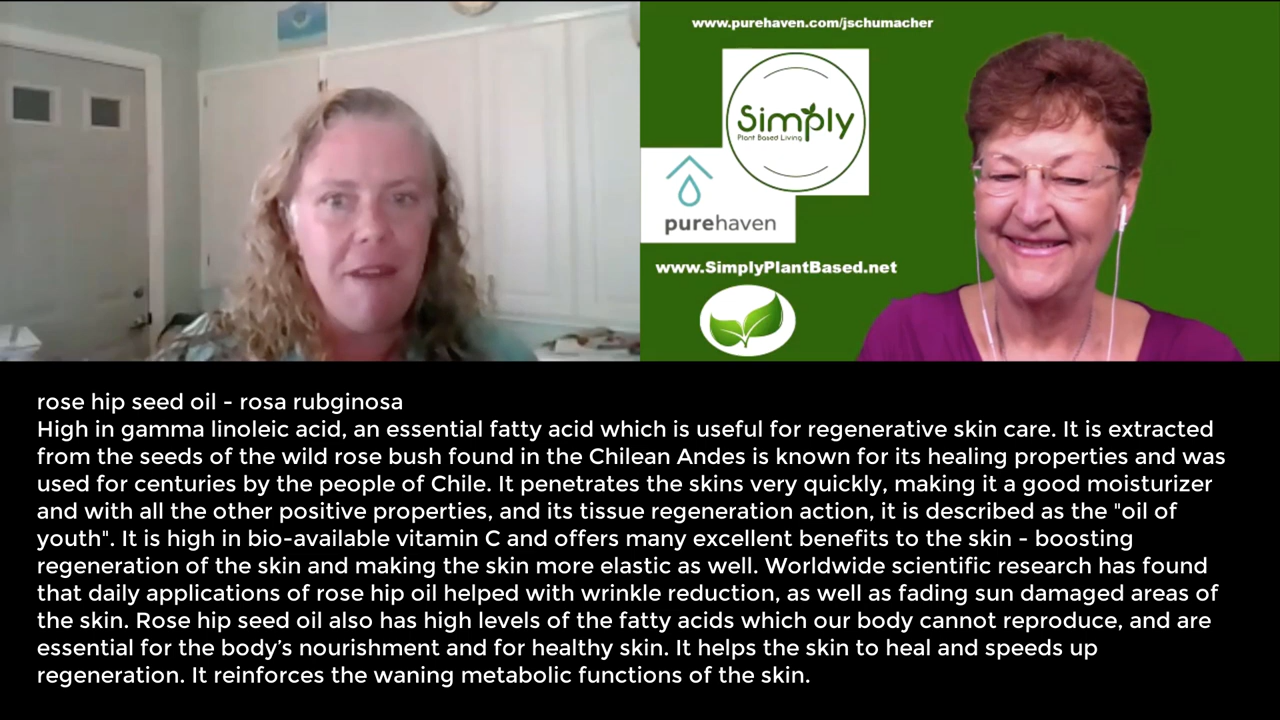 www.purehaven.com/jschumacher
Simply
Plant Based Living
purehaven
www.SimplyPlantBased.net
rose hip seed oil - rosa rubginosa
High in gamma linoleic acid, an essential fatty acid which is useful for regenerative skin care. It is extracted
from the seeds of the wild rose bush found in the Chilean Andes is known for its healing properties and was
used for centuries by the people of Chile. It penetrates the skins very quickly, making it a good moisturizer
and with all the other positive properties, and its tissue regeneration action, it is described as the "oil of
youth". It is high in bio-available vitamin C and offers many excellent benefits to the skin - boosting
regeneration of the skin and making the skin more elastic as well. Worldwide scientific research has found
that daily applications of rose hip oil helped with wrinkle reduction, as well as fading sun damaged areas of
the skin. Rose hip seed oil also has high levels of the fatty acids which our body cannot reproduce, and are
essential for the body’s nourishment and for healthy skin. It helps the skin to heal and speeds up
regeneration. It reinforces the waning metabolic functions of the skin.